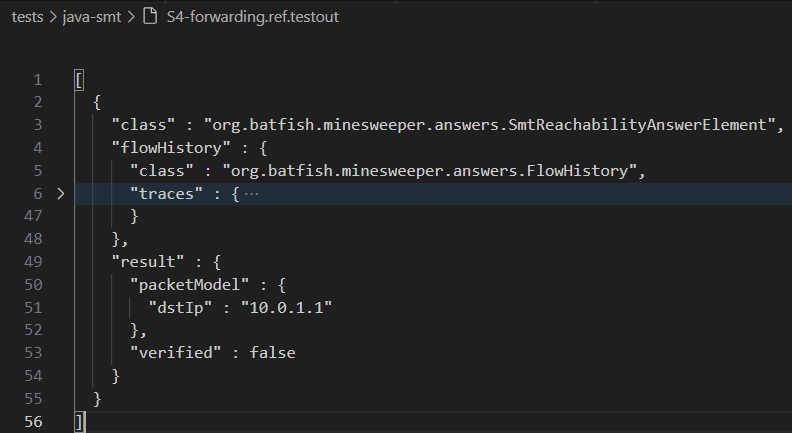 tests > java-smt > S4-forwarding.ref.testout
1 [
2 {
3 "class" : "org.batfish.minesweeper.answers.SmtReachabilityAnswerElement",
4 "flowHistory" : {
5 "class" : "org.batfish.minesweeper.answers.FlowHistory",
6 > "traces" : { ...
47 }
48 },
49 "result" : {
50 "packetModel" : {
51 "dstIp" : "10.0.1.1"
52 },
53 "verified" : false
54 }
55 }
56 ]